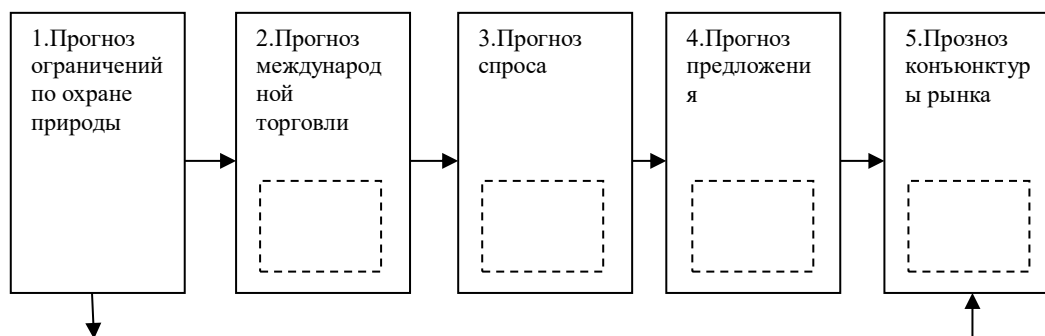 1.Прогноз
ограничений
по охране
природы
2.Прогноз
международ
ной
торговли
3.Прогноз
спроса
4.Прогноз
предложени
я
5.Прозноз
конъюнктур
ы рынка